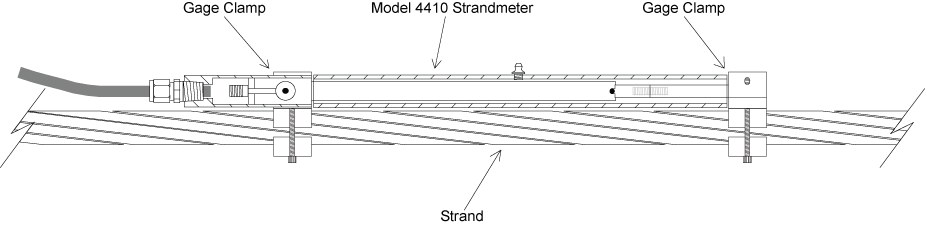 Gage Clamp
Model 4410 Strandmeter
Gage Clamp
Strand